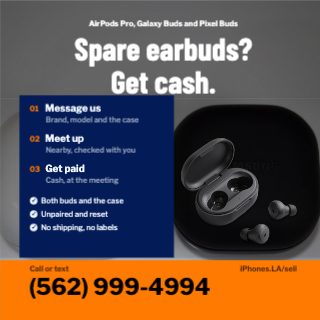 AirPods Pro, Galaxy Buds and Pixel Buds
Spare earbuds?
Get cash.
01 Message us
Brand, model and the case
02 Meet up
Nearby, checked with you
03 Get paid
Cash, at the meeting
Both buds and the case
Unpaired and reset
No shipping, no labels
Call or text
iPhones.LA/sell
(562) 999-4994